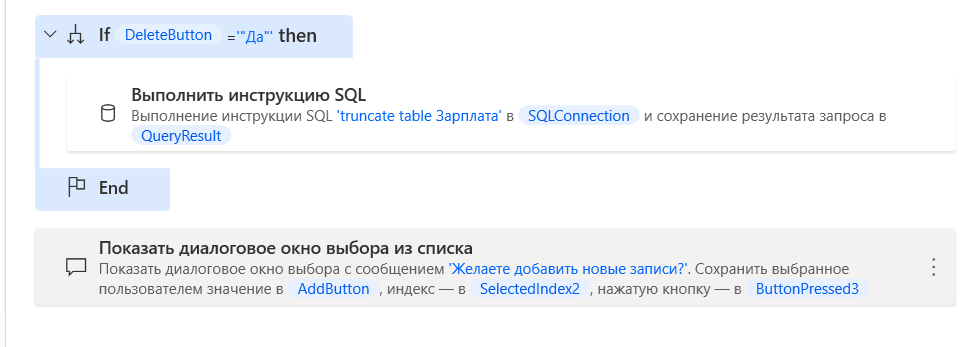 If DeleteButton ='"Да"' then
Выполнить инструкцию SQL
Выполнение инструкции SQL 'truncate table Зарплата' в SQLConnection и сохранение результата запроса в
QueryResult
End
Показать диалоговое окно выбора из списка
Показать диалоговое окно выбора с сообщением 'Желаете добавить новые записи?'. Сохранить выбранное
пользователем значение в AddButton , индекс — в SelectedIndex2 , нажатую кнопку — в ButtonPressed3